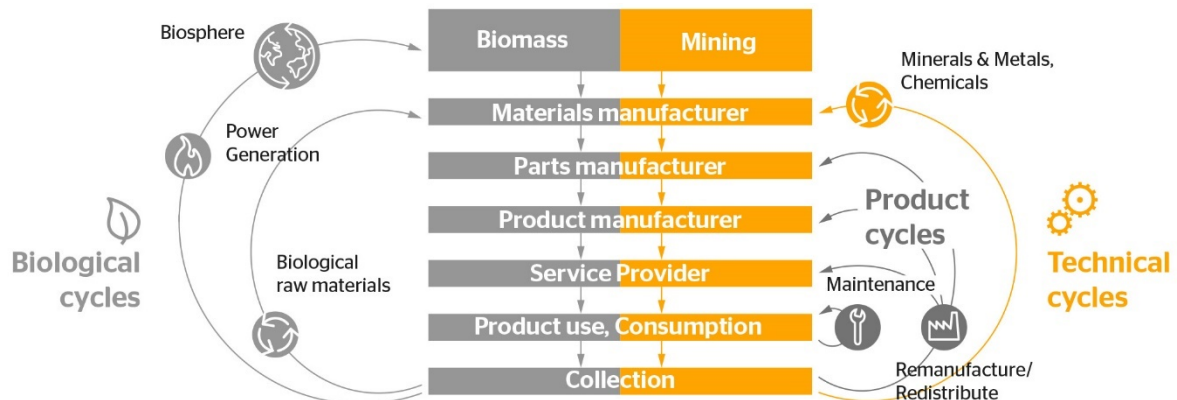 Biosphere
Biomass
Mining
Minerals & Metals,
Chemicals
Materials manufacturer
Power
Generation
Parts manufacturer
Product manufacturer
Product
cycles
Biological
cycles
Technical
cycles
Biological
raw materials
Service Provider
Maintenance
Product use, Consumption
Remanufacture/
Redistribute
Collection